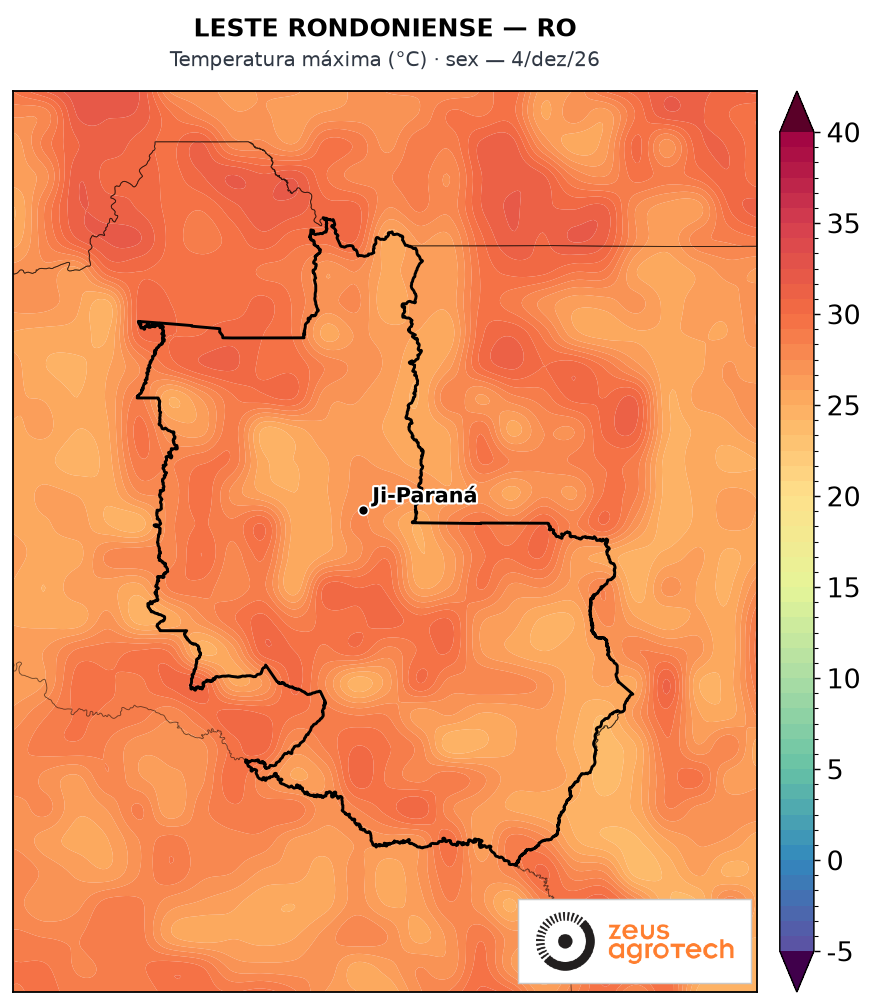 LESTE RONDONIENSE — RO
Temperatura máxima (°C) · sex — 4/dez/26
Ji-Paraná
40
35
30
25
20
15
10
5
0
-5
zeus
agrotech